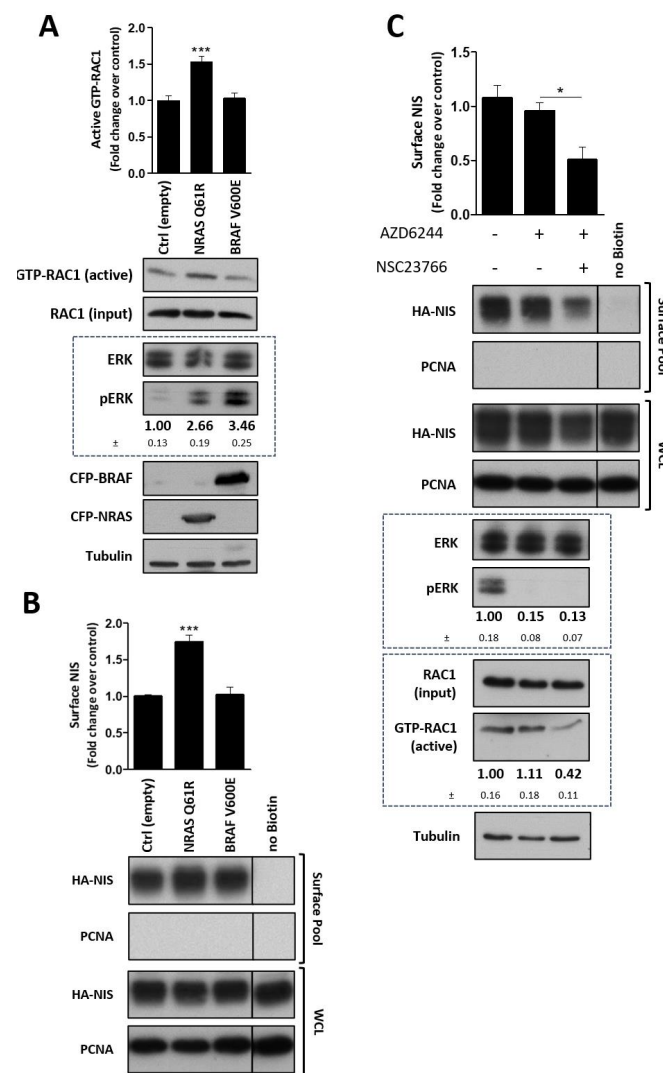 A
Active GTP-RAC1
(Fold change over control)
2.0
1.5
1.0
0.5
0.0
***
Ctrl (empty)
NRAS Q61R
BRAF V600E
GTP-RAC1 (active)
RAC1 (input)
ERK
pERK
1.00 2.66 3.46
± 0.13 0.19 0.25
CFP-BRAF
CFP-NRAS
Tubulin
B
Surface NIS
(Fold change over control)
2.0
1.5
1.0
0.5
0.0
***
Ctrl (empty)
NRAS Q61R
BRAF V600E
no Biotin
HA-NIS
PCNA
Surface Pool
HA-NIS
PCNA
WCL
C
Surface NIS
(Fold change over control)
1.5
1.0
0.5
0.0
*
AZD6244 - + +
NSC23766 - - +
no Biotin
HA-NIS
PCNA
Surface Pool
HA-NIS
PCNA
WCL
ERK
pERK
1.00 0.15 0.13
± 0.18 0.08 0.07
RAC1
(input)
GTP-RAC1
(active)
1.00 1.11 0.42
± 0.16 0.18 0.11
Tubulin